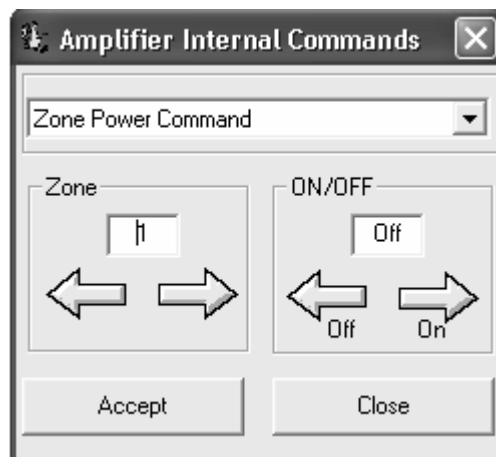 Amplifier Internal Commands
Zone Power Command
Zone
ON/OFF
1
Off
Off
On
Accept
Close